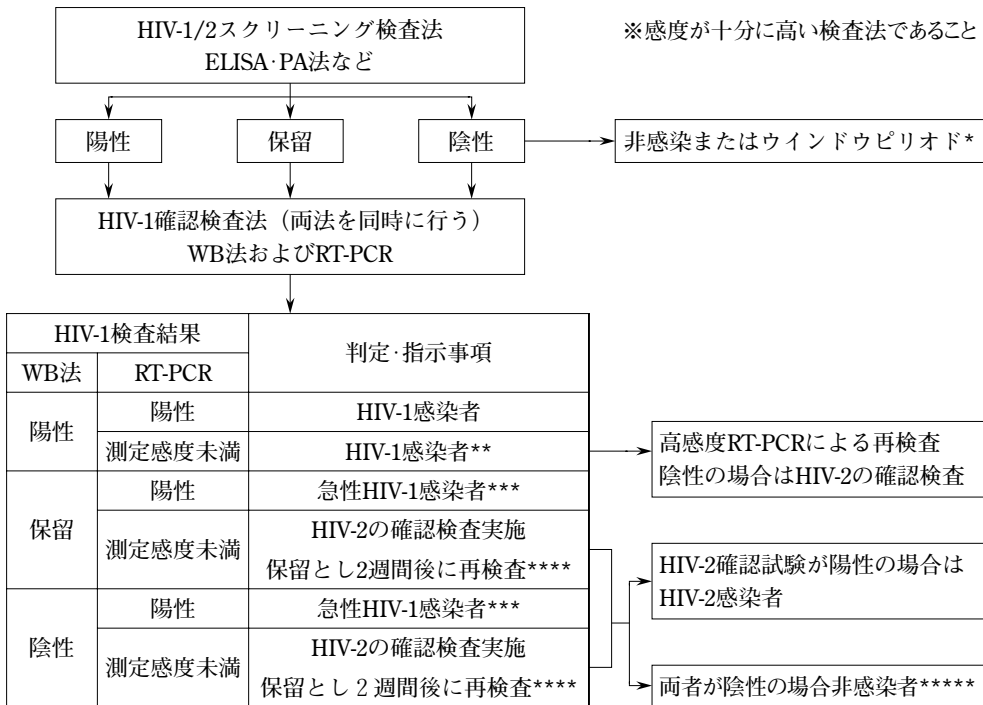 HIV-1/2スクリーニング検査法
ELISA·PA法など
※感度が十分に高い検査法であること
陽性
保留
陰性
非感染またはウインドウピリオド*
HIV-1確認検査法（両法を同時に行う）
WB法およびRT-PCR
HIV-1検査結果
判定·指示事項
WB法
RT-PCR
陽性
陽性
HIV-1感染者
測定感度未満
HIV-1感染者**
高感度RT-PCRによる再検査
陰性の場合はHIV-2の確認検査
保留
陽性
急性HIV-1感染者***
測定感度未満
HIV-2の確認検査実施
保留とし2週間後に再検査****
HIV-2確認試験が陽性の場合は
HIV-2感染者
陰性
陽性
急性HIV-1感染者***
測定感度未満
HIV-2の確認検査実施
保留とし２週間後に再検査****
両者が陰性の場合非感染者*****